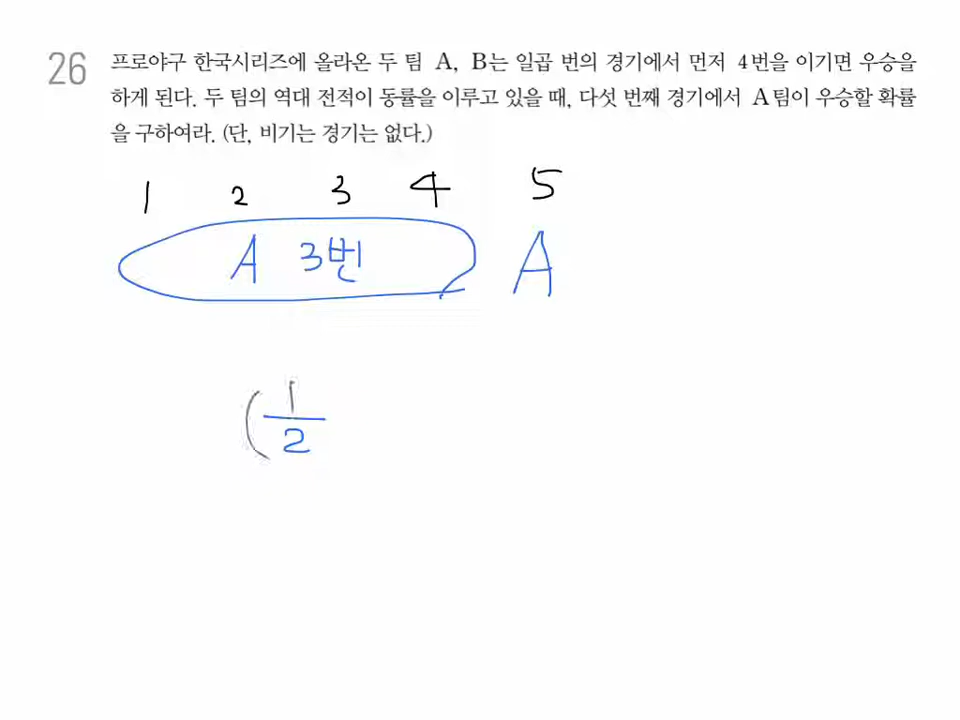 26 프로야구 한국시리즈에 올라온 두 팀 A, B는 일곱 번의 경기에서 먼저 4번을 이기면 우승을
하게 된다. 두 팀의 역대 전적이 동률을 이루고 있을 때, 다섯 번째 경기에서 A팀이 우승할 확률
을 구하여라. (단, 비기는 경기는 없다.)
1 2 3 4 5
A 3번 A
(1
2